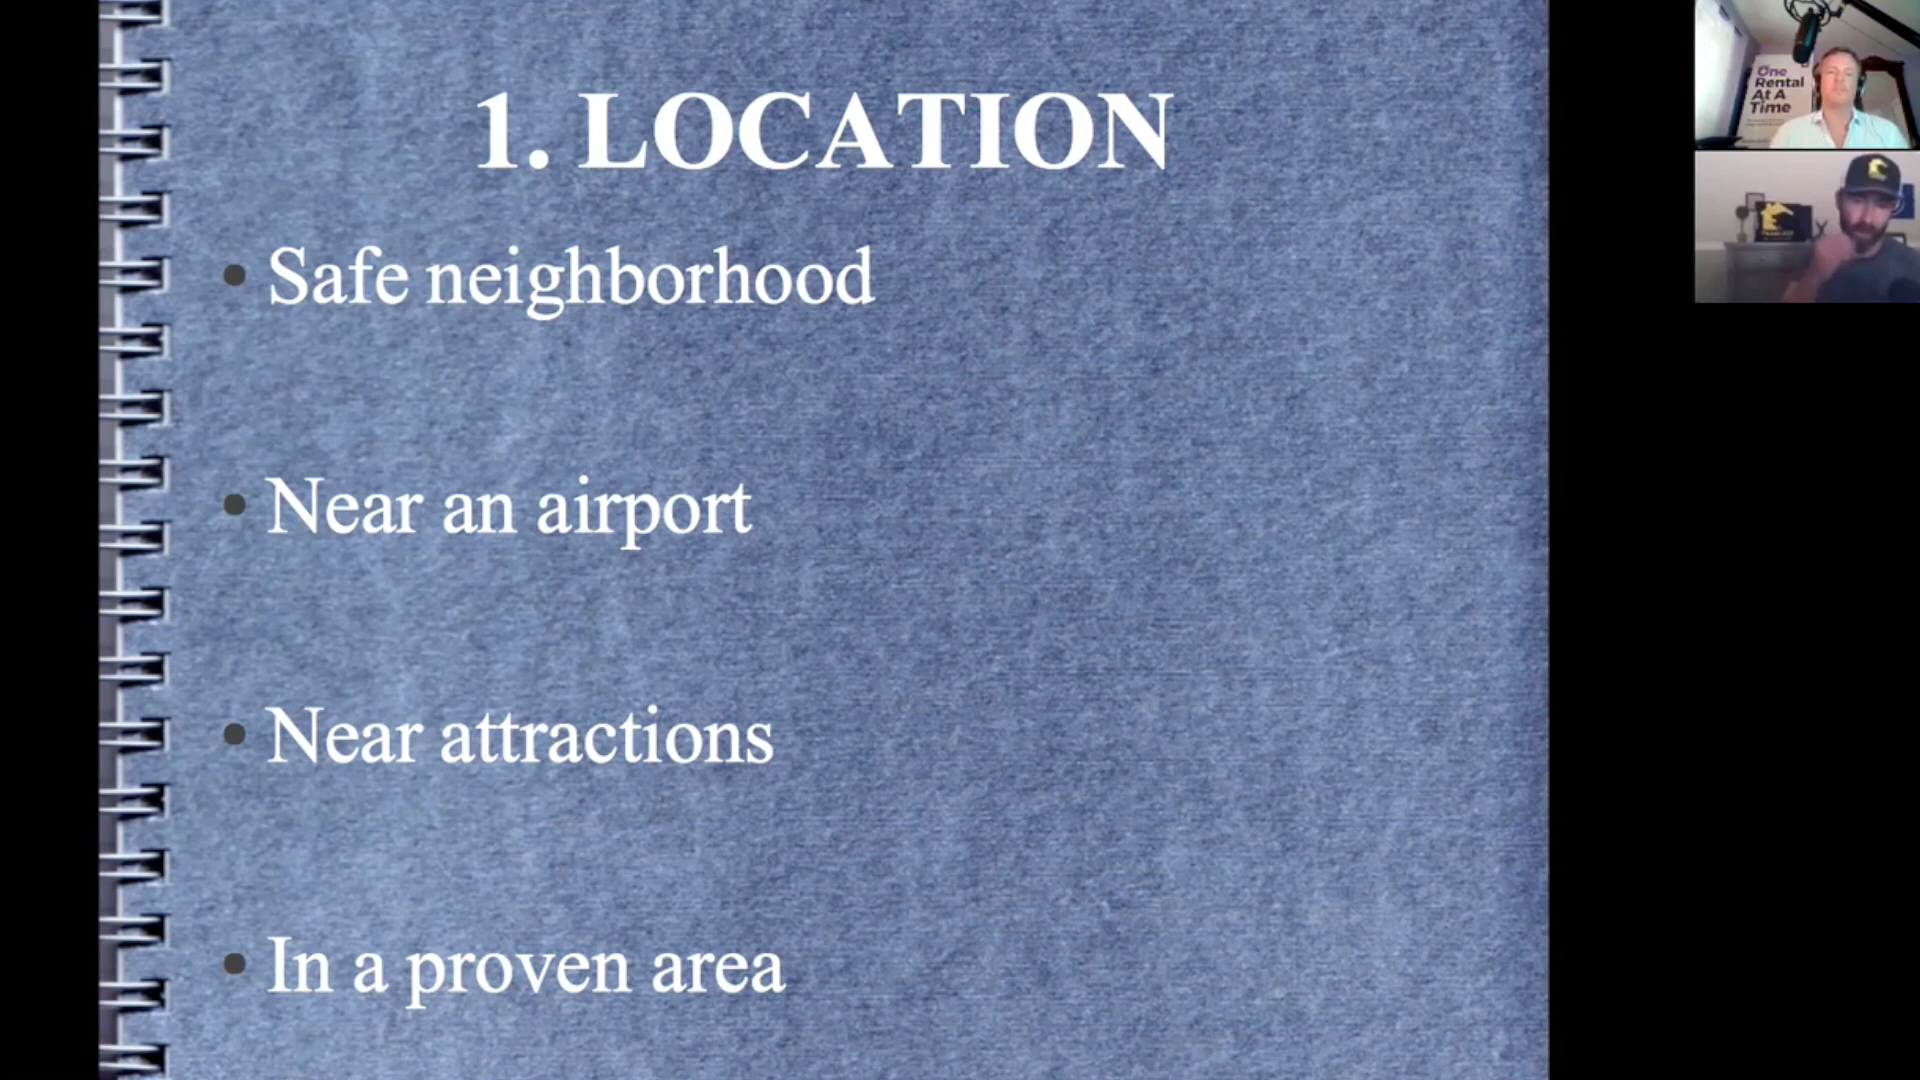 1. LOCATION
• Safe neighborhood
• Near an airport
• Near attractions
• In a proven area
One
Rental
At A
Time